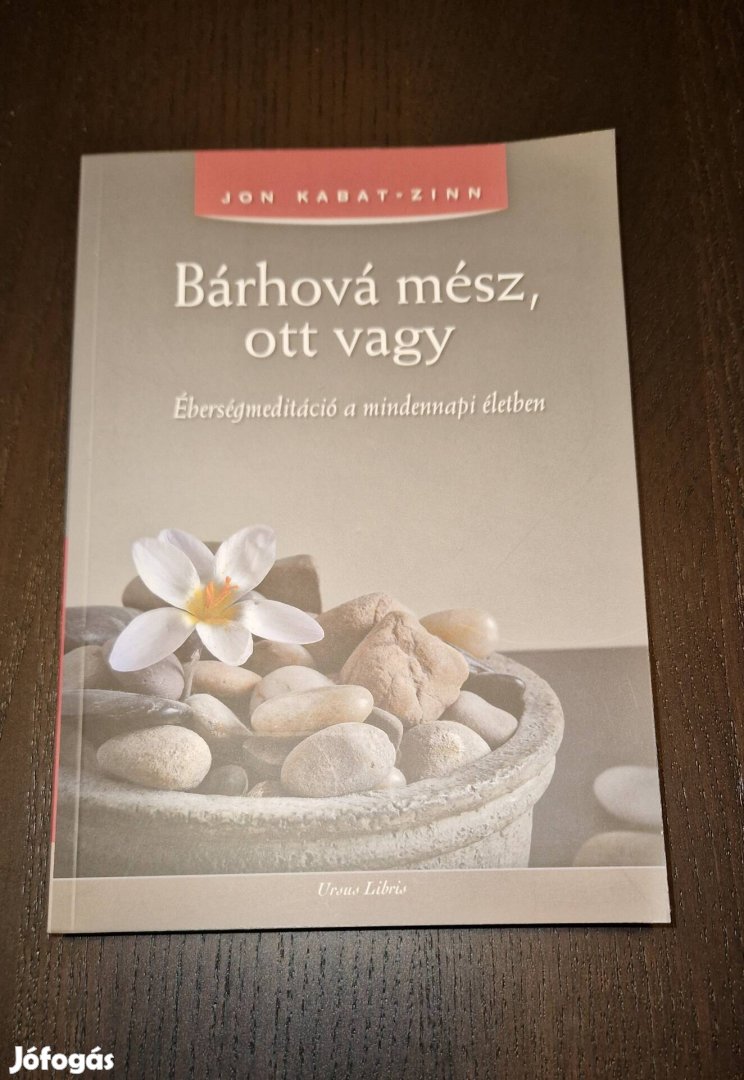 JON KABAT-ZINN
Bárhová mész,
ott vagy
Éberségmeditáció a mindennapi életben
Ursus Libris
Jófogás